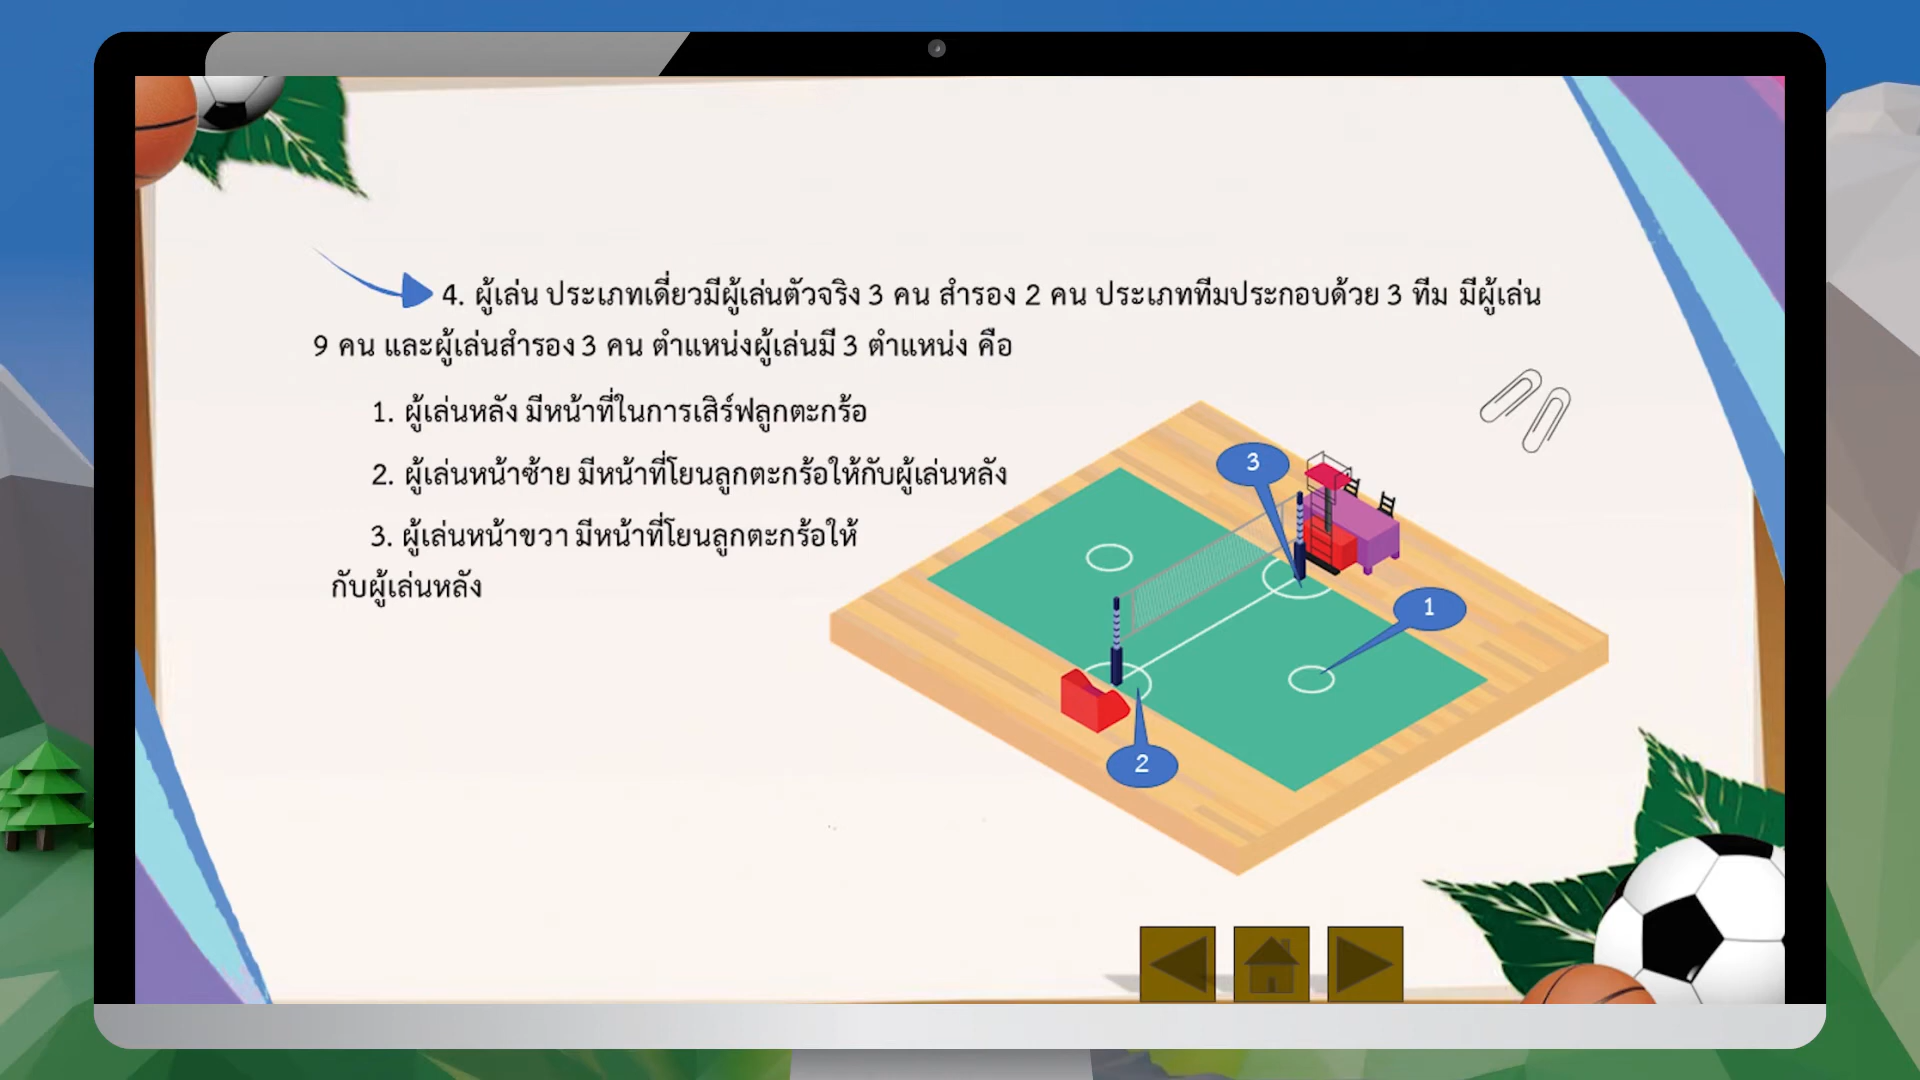 4. ผู้เล่น ประเภทเดี่ยวมีผู้เล่นตัวจริง 3 คน สำรอง 2 คน ประเภททีมประกอบด้วย 3 ทีม มีผู้เล่น
9 คน และผู้เล่นสำรอง 3 คน ตำแหน่งผู้เล่นมี 3 ตำแหน่ง คือ
1. ผู้เล่นหลัง มีหน้าที่ในการเสิร์ฟลูกตะกร้อ
2. ผู้เล่นหน้าซ้าย มีหน้าที่โยนลูกตะกร้อให้กับผู้เล่นหลัง
3. ผู้เล่นหน้าขวา มีหน้าที่โยนลูกตะกร้อให้
กับผู้เล่นหลัง
3
1
2